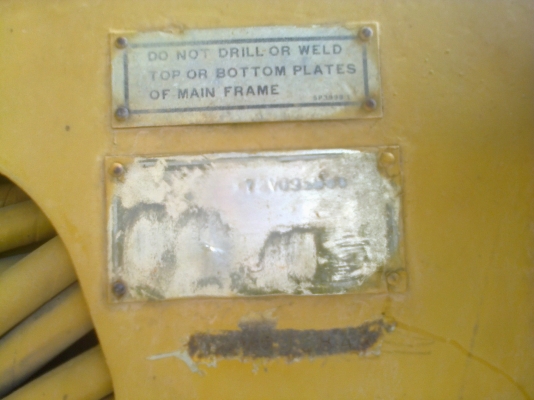 DO NOT DRILL OR WELD
TOP OR BOTTOM PLATES
OF MAIN FRAME